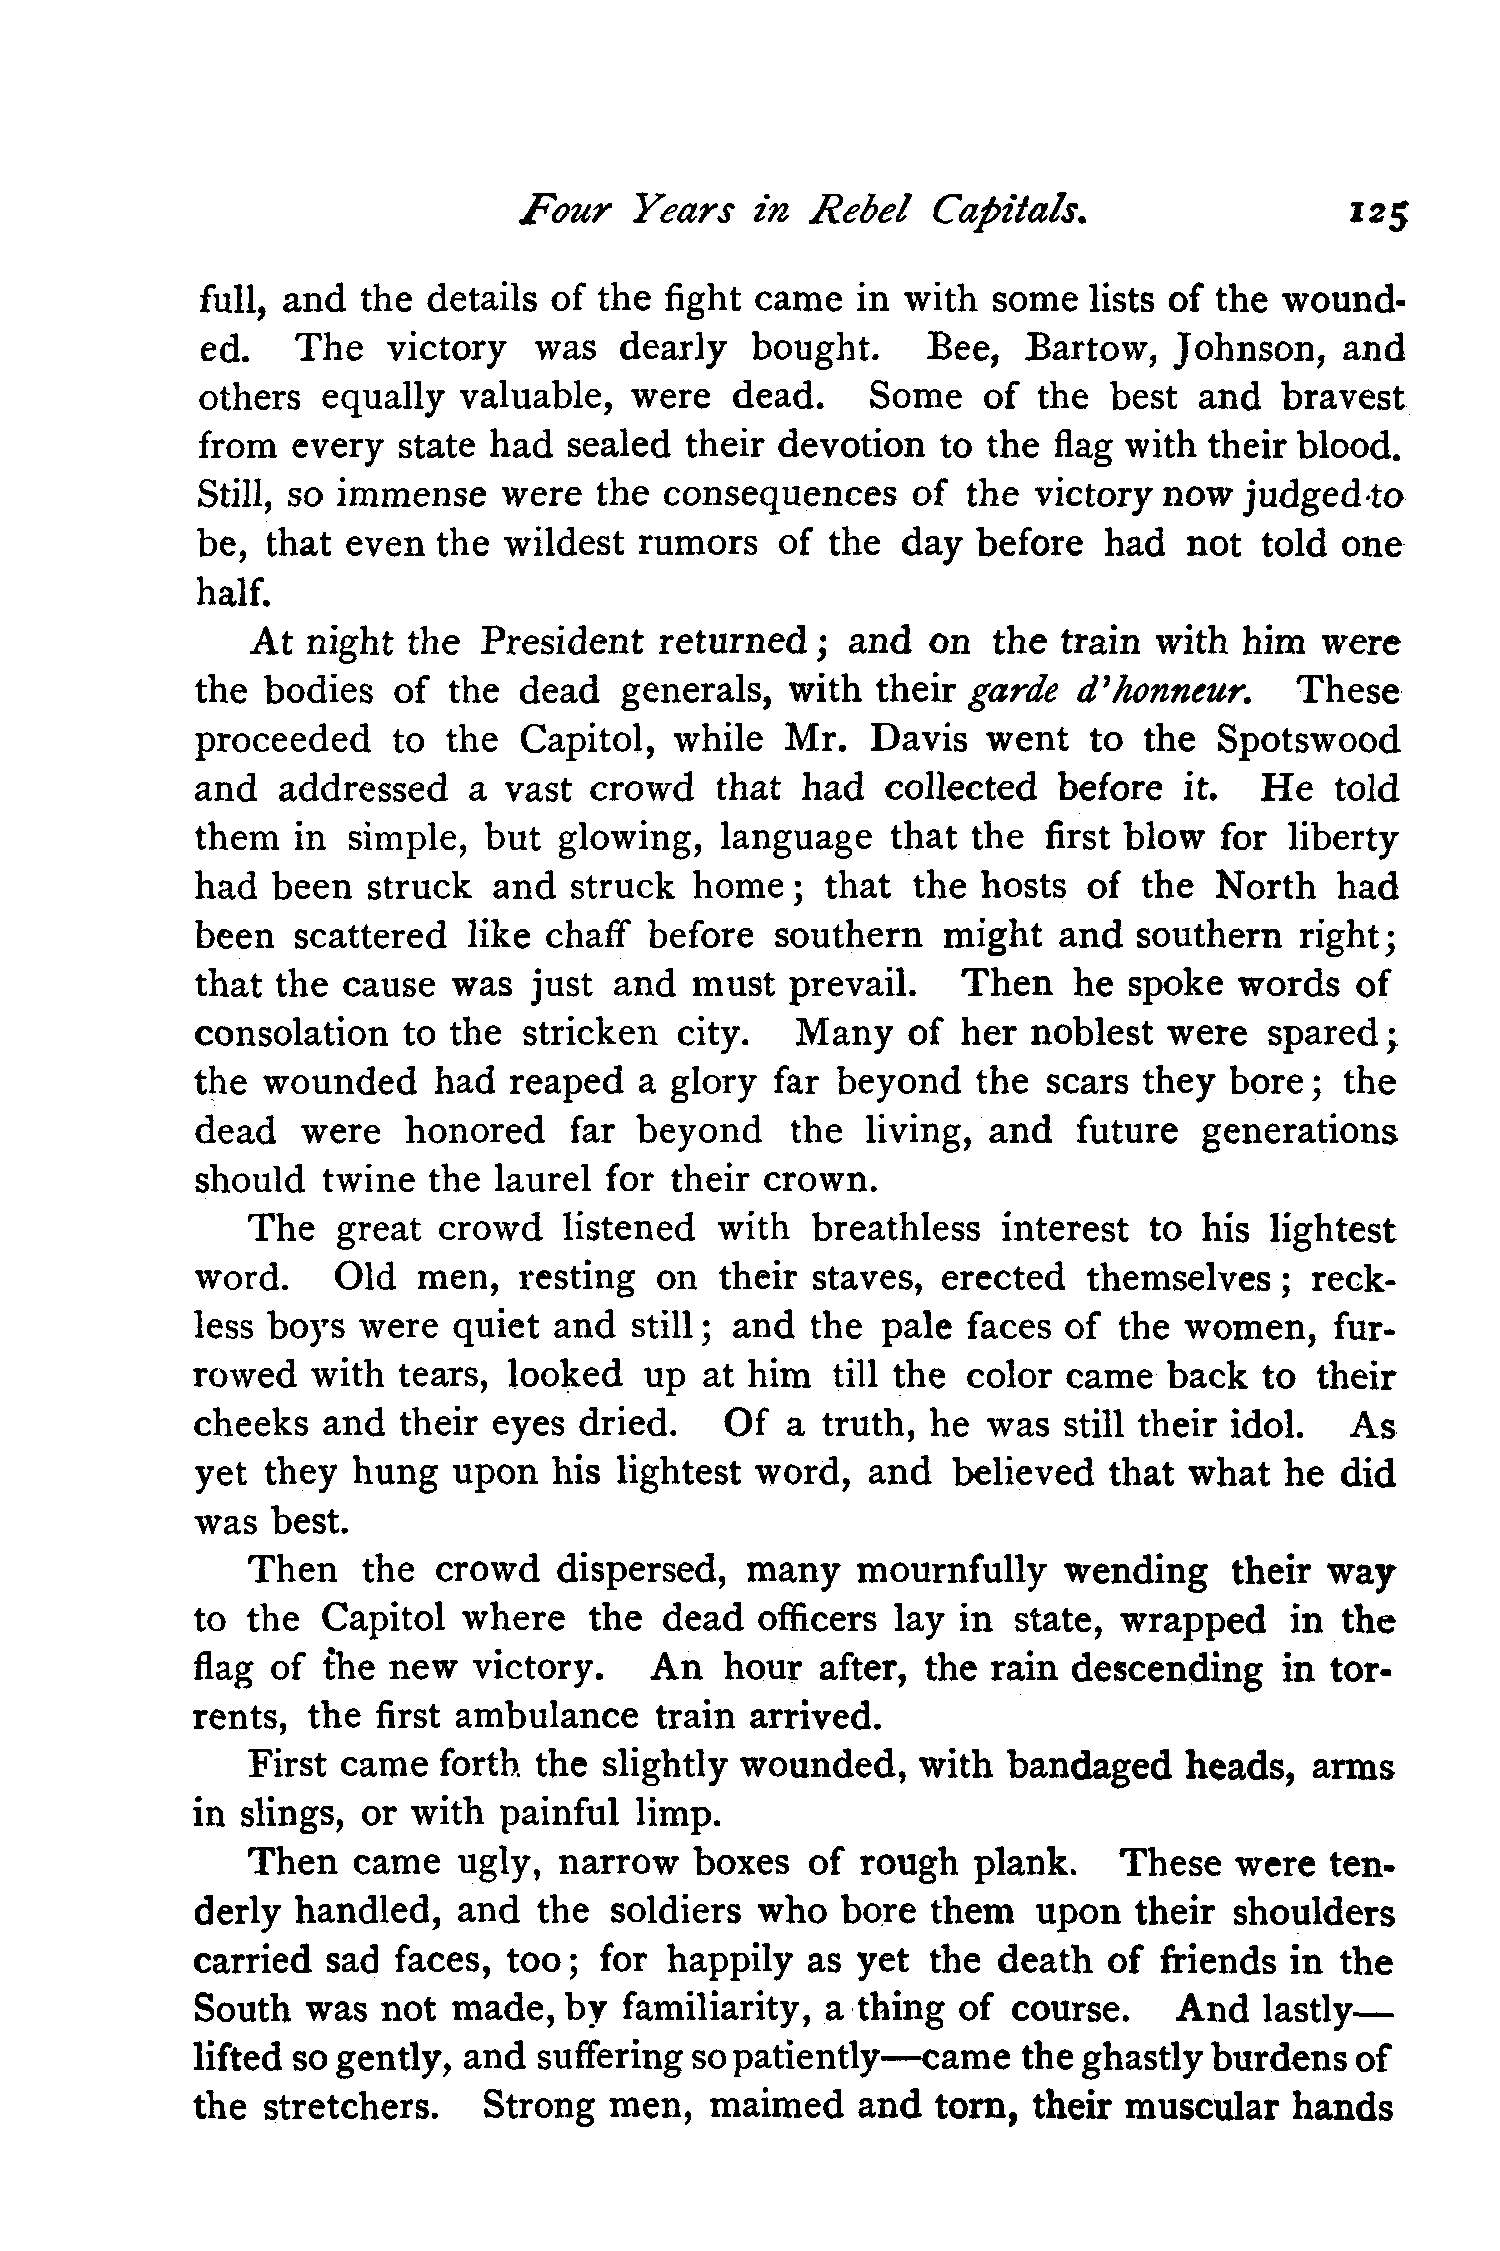 Four Years in Rebel Capitals. 125
full, and the details of the fight came in with some lists of the wound-
ed. The victory was dearly bought. Bee, Bartow, Johnson, and
others equally valuable, were dead. Some of the best and bravest
from every state had sealed their devotion to the flag with their blood.
Still, so immense were the consequences of the victory now judged to
be, that even the wildest rumors of the day before had not told one
half.
At night the President returned; and on the train with him were
the bodies of the dead generals, with their garde d'honneur. These
proceeded to the Capitol, while Mr. Davis went to the Spotswood
and addressed a vast crowd that had collected before it. He told
them in simple, but glowing, language that the first blow for liberty
had been struck and struck home; that the hosts of the North had
been scattered like chaff before southern might and southern right;
that the cause was just and must prevail. Then he spoke words of
consolation to the stricken city. Many of her noblest were spared;
the wounded had reaped a glory far beyond the scars they bore; the
dead were honored far beyond the living, and future generations
should twine the laurel for their crown.
The great crowd listened with breathless interest to his lightest
word. Old men, resting on their staves, erected themselves; reck-
less boys were quiet and still; and the pale faces of the women, fur-
rowed with tears, looked up at him till the color came back to their
cheeks and their eyes dried. Of a truth, he was still their idol. As
yet they hung upon his lightest word, and believed that what he did
was best.
Then the crowd dispersed, many mournfully wending their way
to the Capitol where the dead officers lay in state, wrapped in the
flag of the new victory. An hour after, the rain descending in tor-
rents, the first ambulance train arrived.
First came forth the slightly wounded, with bandaged heads, arms
in slings, or with painful limp.
Then came ugly, narrow boxes of rough plank. These were ten-
derly handled, and the soldiers who bore them upon their shoulders
carried sad faces, too; for happily as yet the death of friends in the
South was not made, by familiarity, a thing of course. And lastly—
lifted so gently, and suffering so patiently—came the ghastly burdens of
the stretchers. Strong men, maimed and torn, their muscular hands